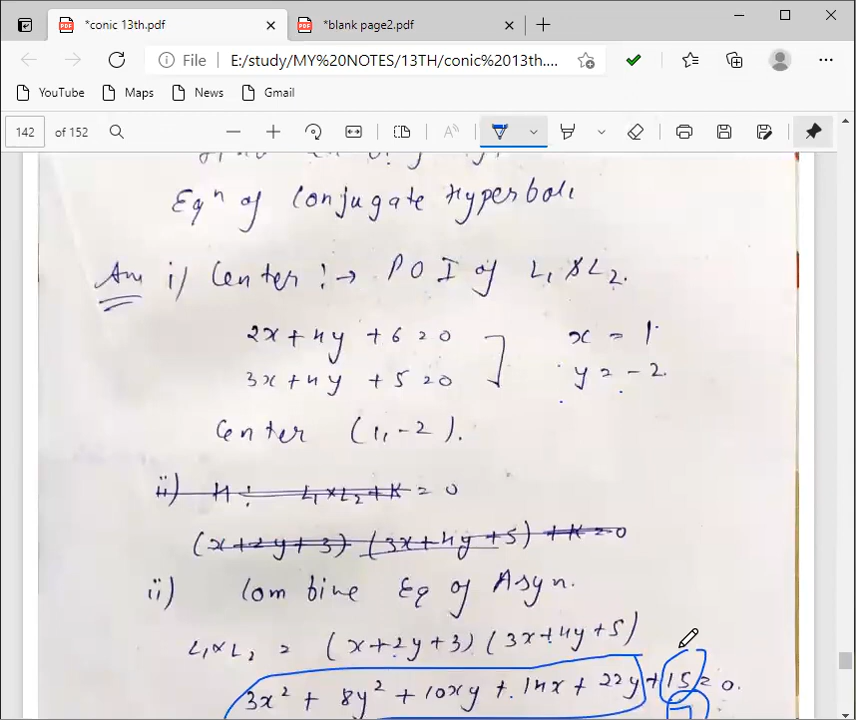 *conic 13th.pdf
*blank page2.pdf
File E:/study/MY%20NOTES/13TH/conic%2013th....
YouTube Maps News Gmail
142 of 152
Eqⁿ of Conjugate Hyperbola
Ans i) Center :→ P O I of L₁ & L₂.
2x + 4y + 6 = 0 x = 1
3x + 4y + 5 = 0 y = -2.
Center (1, -2).
ii) H : L₁×L₂ + K = 0
(x+2y+3) (3x+4y+5) + K = 0
ii) Combine Eq of Asyn.
L₁×L₂ = (x+2y+3) (3x+4y+5)
3x² + 8y² + 10xy + 14x + 22y + 15 = 0.